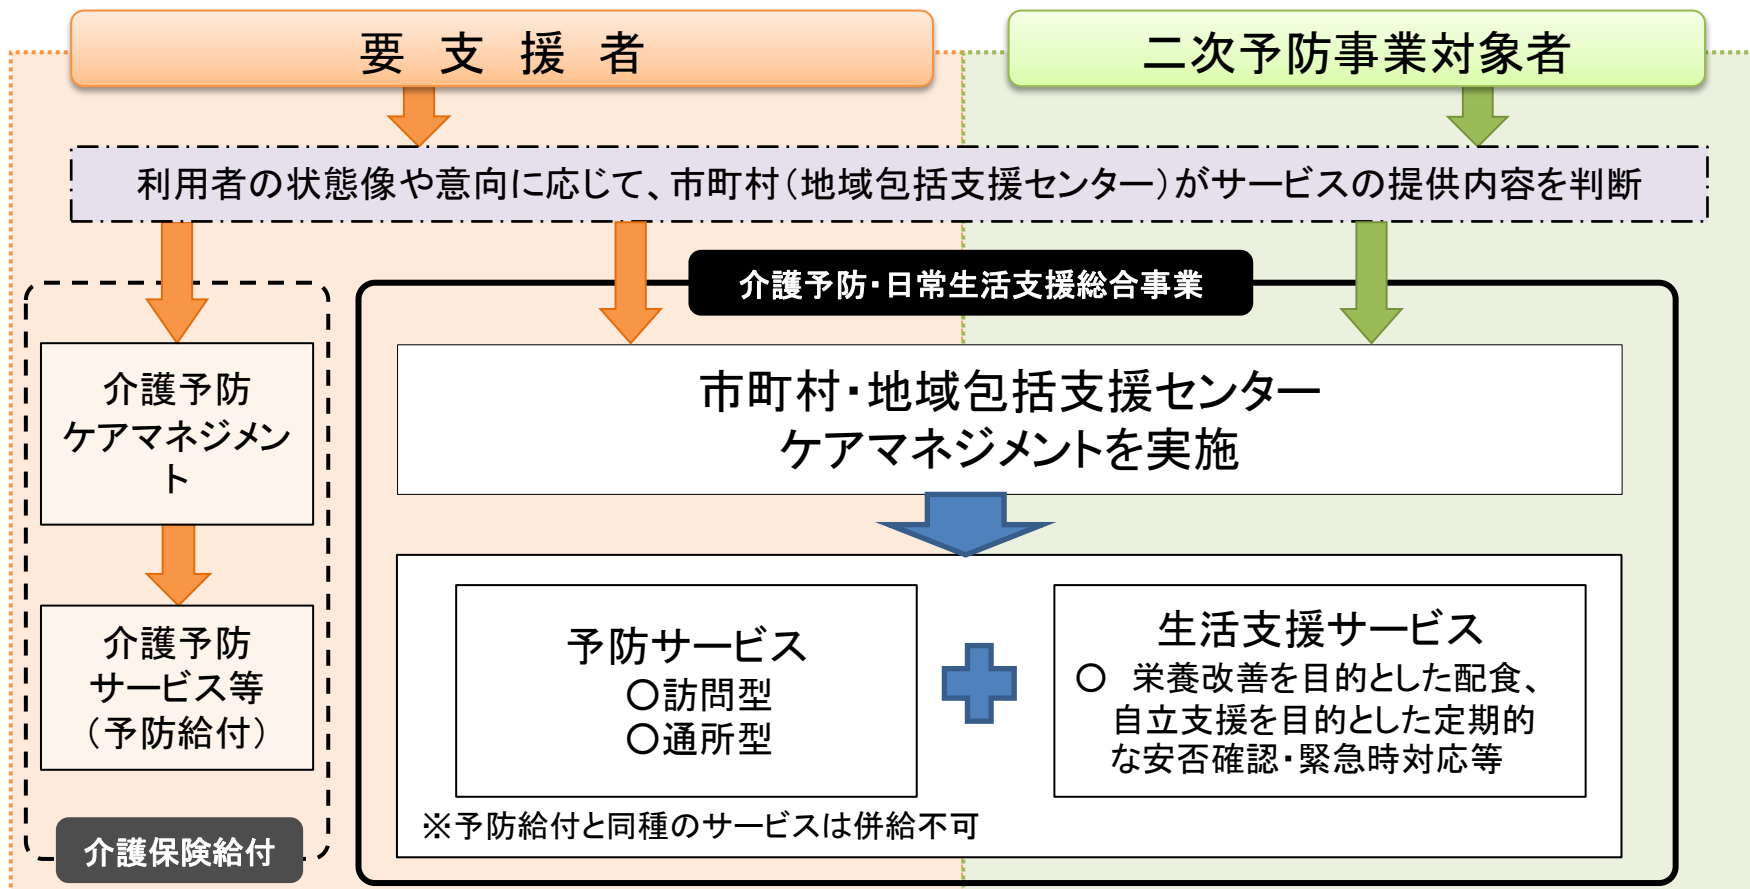 要支援者
二次予防事業対象者
利用者の状態像や意向に応じて、市町村（地域包括支援センター）がサービスの提供内容を判断
介護予防・日常生活支援総合事業
介護予防
ケアマネジメン
ト
介護予防
サービス等
（予防給付）
介護保険給付
市町村・地域包括支援センター
ケアマネジメントを実施
予防サービス
○訪問型
○通所型
生活支援サービス
○　栄養改善を目的とした配食、
自立支援を目的とした定期的
な安否確認・緊急時対応等
※予防給付と同種のサービスは併給不可